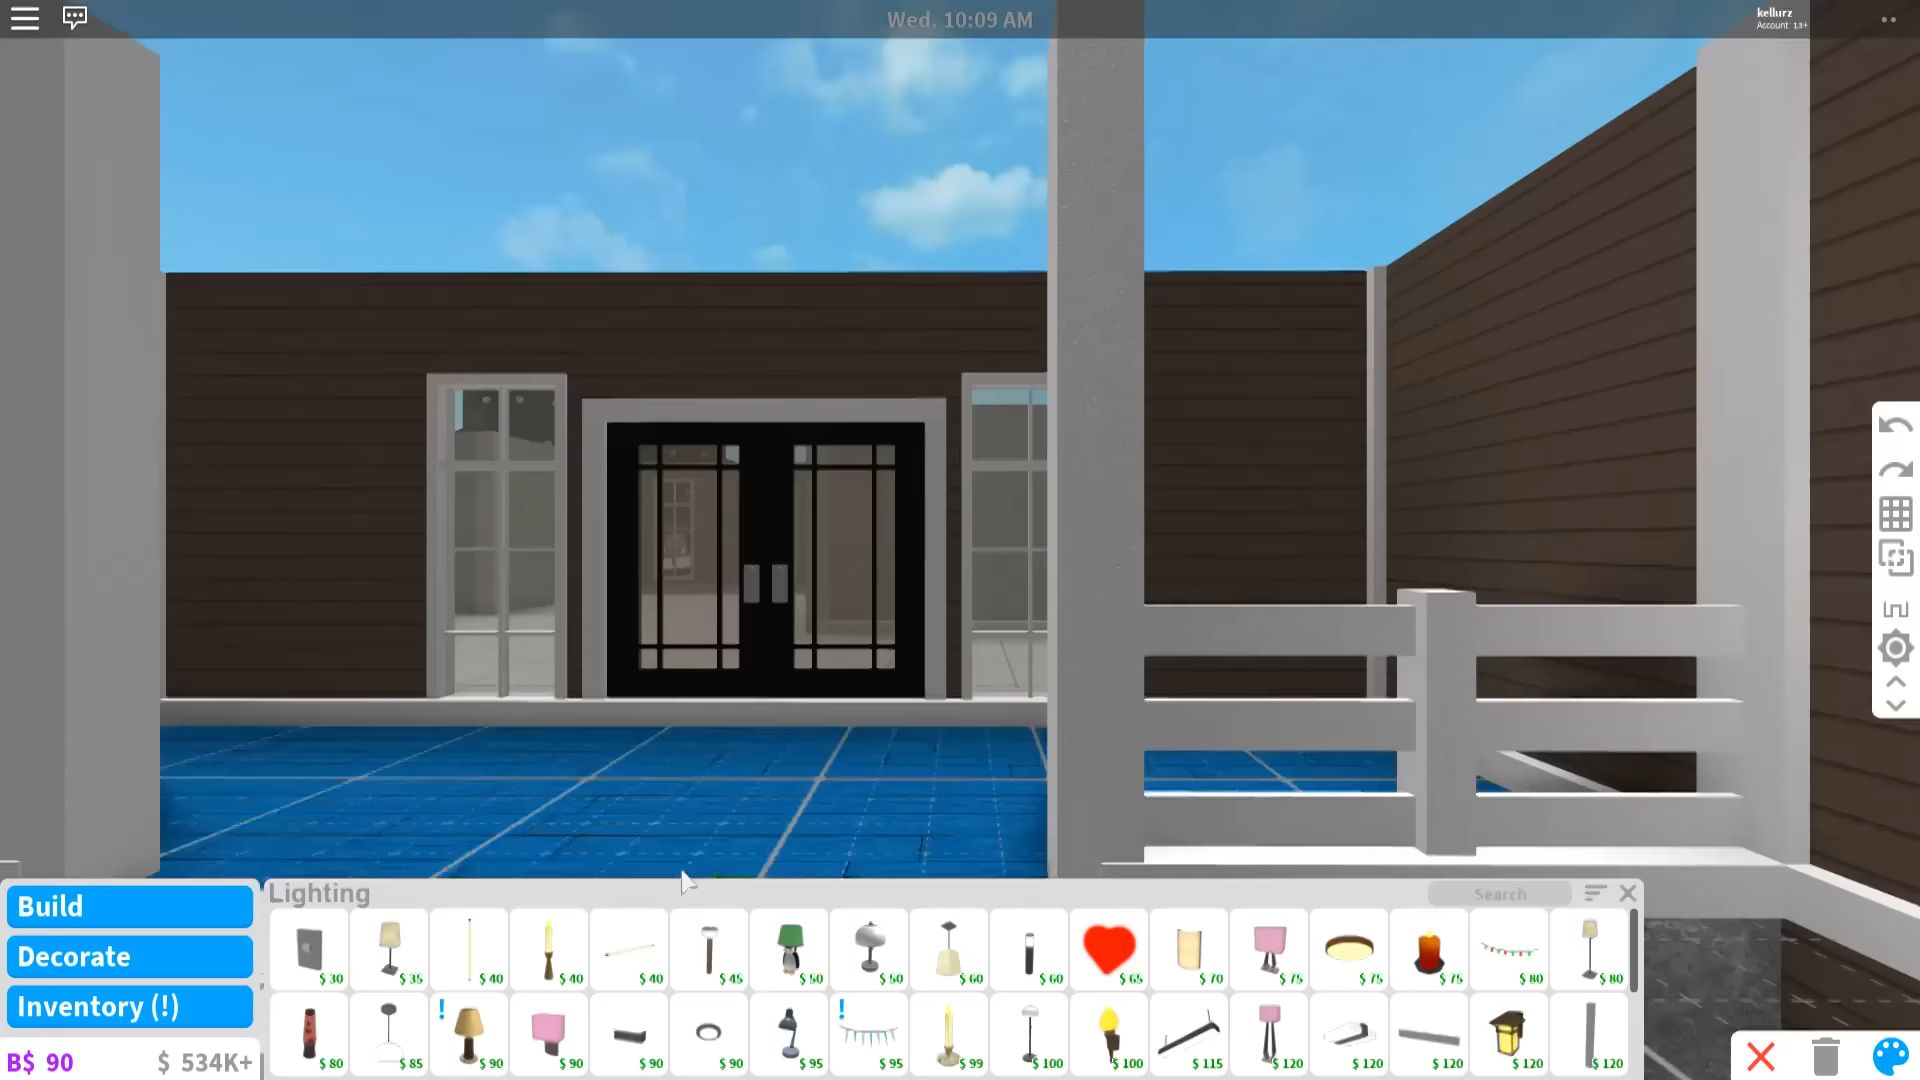 Wed. 10:09 AM
kellurz
Account: 13+
Build
Decorate
Inventory (!)
B$ 90
$ 534K+
Lighting
Search
$ 30
$ 35
$ 40
$ 40
$ 40
$ 45
$ 50
$ 50
$ 60
$ 60
$ 65
$ 70
$ 75
$ 75
$ 75
$ 80
$ 80
$ 80
$ 85
! $ 90
$ 90
$ 90
$ 90
$ 95
! $ 95
$ 99
$ 100
$ 100
$ 115
$ 120
$ 120
$ 120
$ 120
$ 120